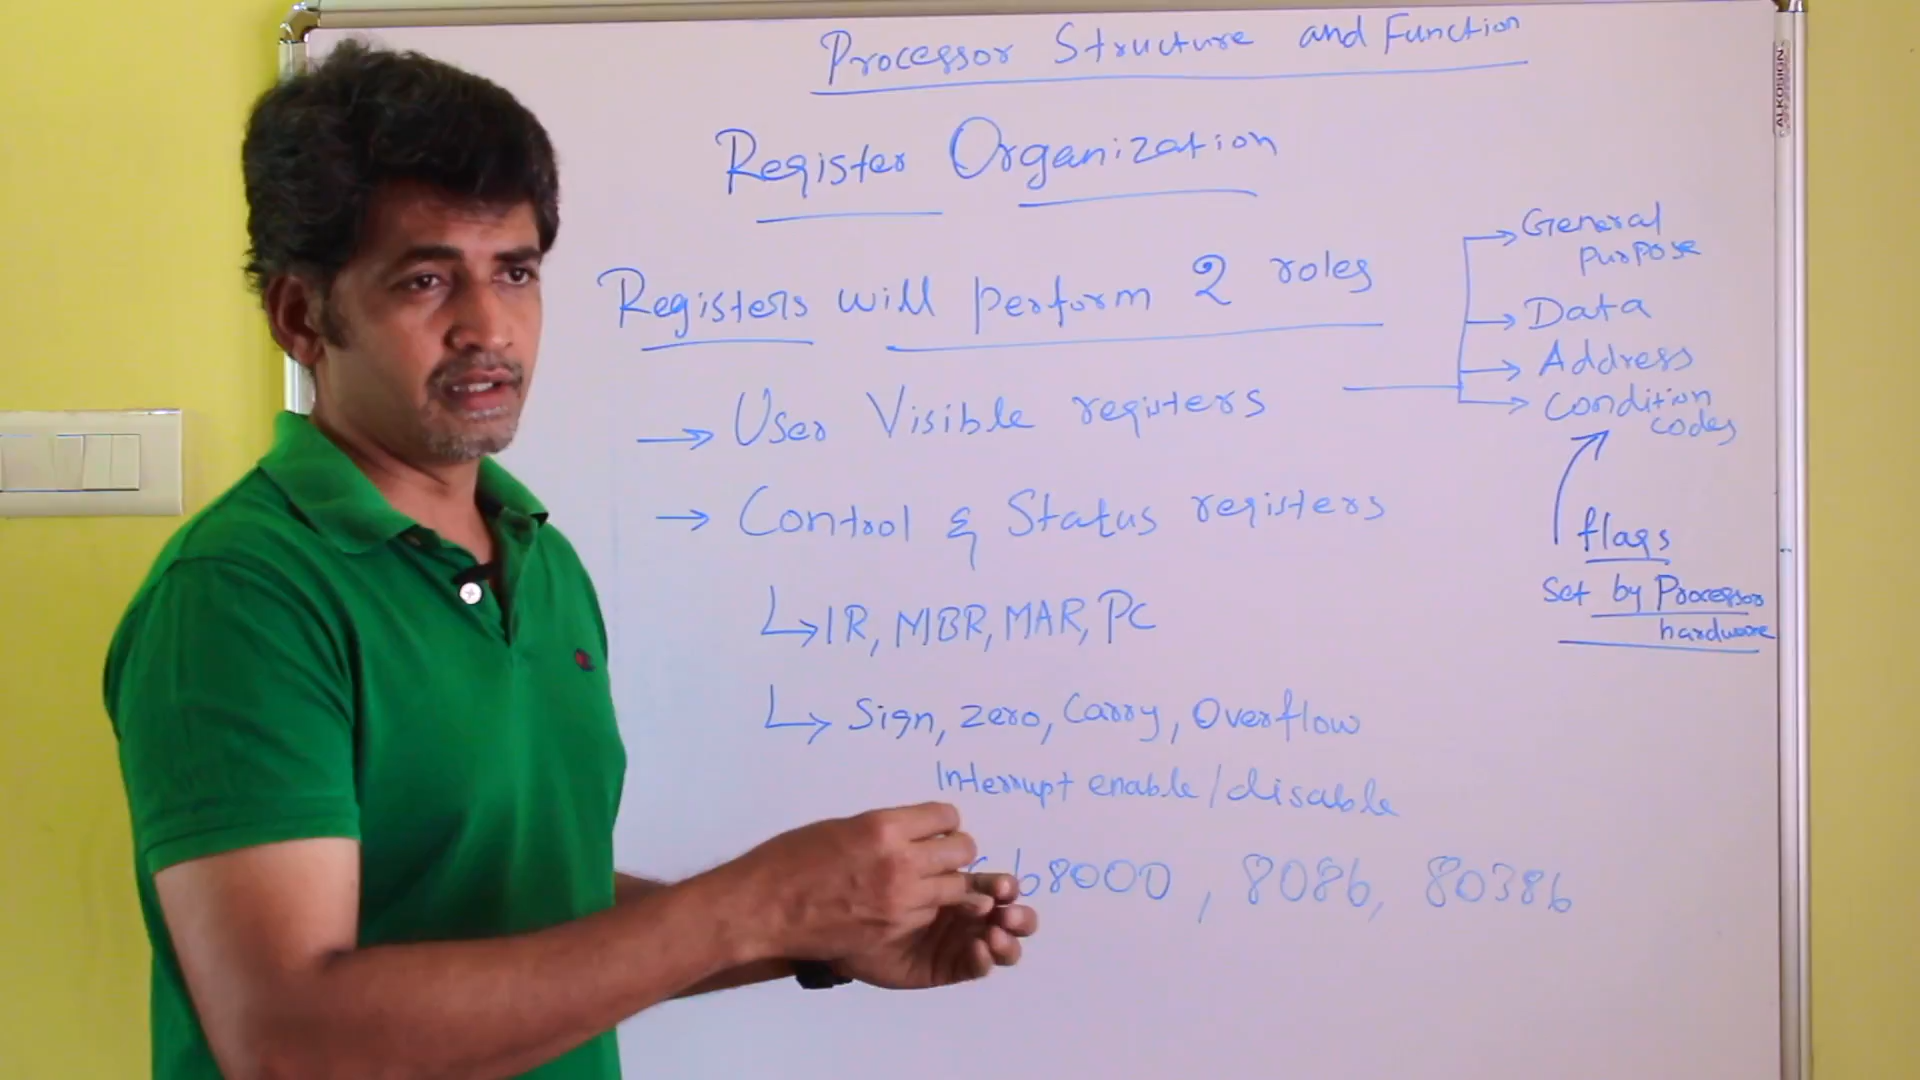 Processor Structure and Function
Register Organization
Registers will perform 2 roles
→ User Visible registers
General
purpose
Data
Address
Condition
codes
flags
Set by Processor
hardware
→ Control & Status registers
IR, MBR, MAR, PC
Sign, Zero, Carry, Overflow
Interrupt enable/disable
68000, 8086, 80386
ALKOSIGN